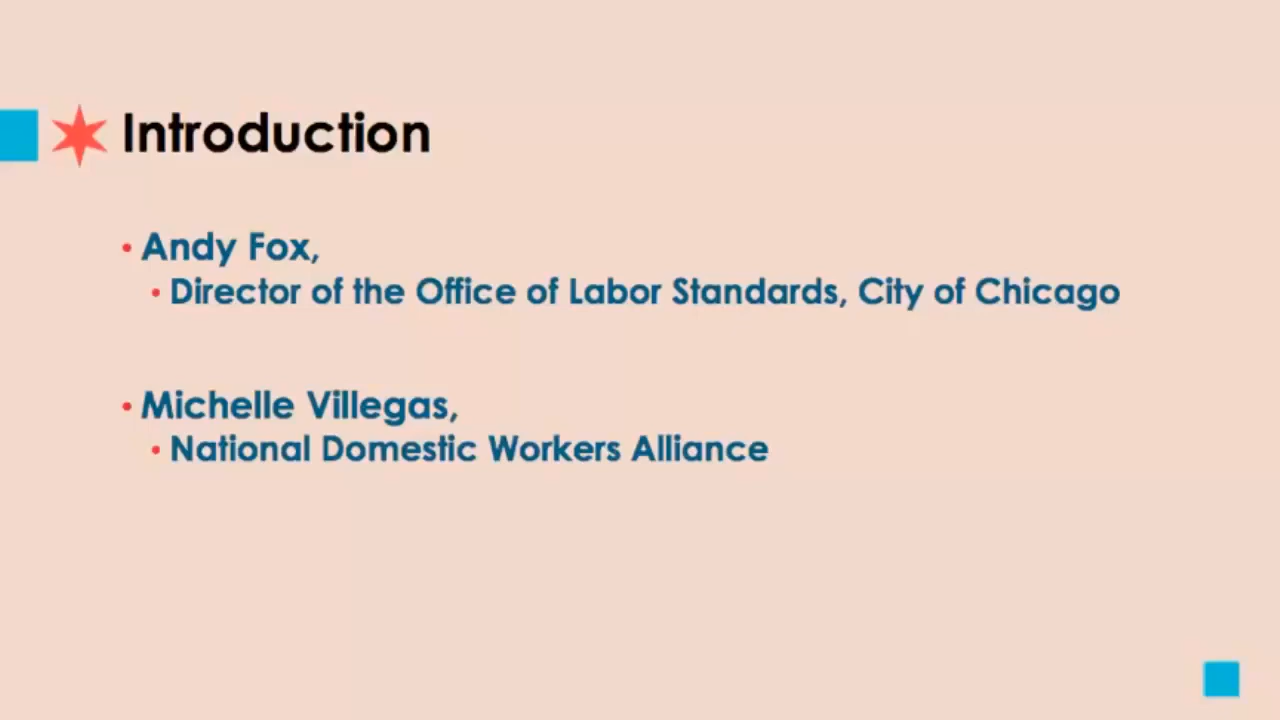 Introduction
• Andy Fox,
• Director of the Office of Labor Standards, City of Chicago
• Michelle Villegas,
• National Domestic Workers Alliance